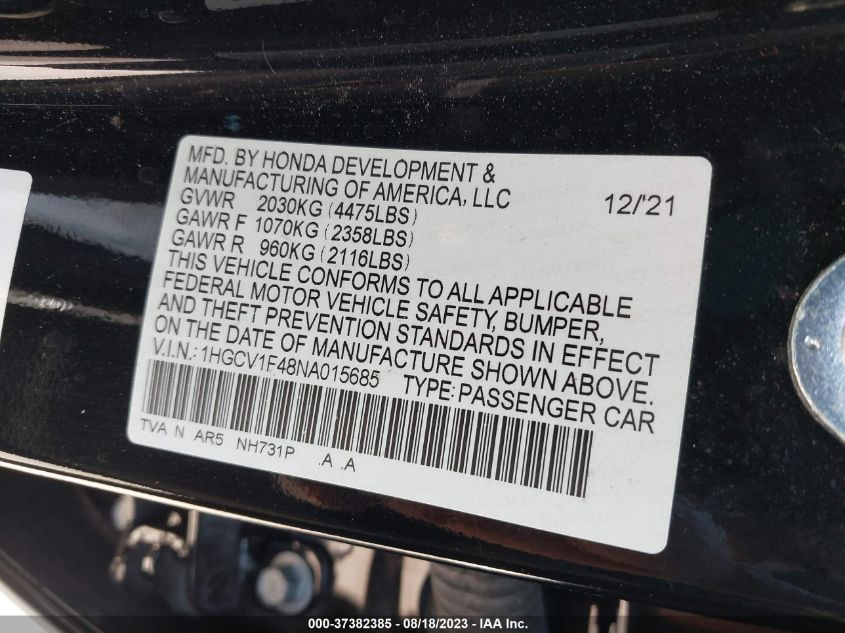 MFD. BY HONDA DEVELOPMENT &
MANUFACTURING OF AMERICA, LLC
12/'21
GVWR 2030KG (4475LBS)
GAWR F 1070KG (2358LBS)
GAWR R 960KG (2116LBS)
THIS VEHICLE CONFORMS TO ALL APPLICABLE
FEDERAL MOTOR VEHICLE SAFETY, BUMPER,
AND THEFT PREVENTION STANDARDS IN EFFECT
ON THE DATE OF MANUFACTURE SHOWN ABOVE.
V.I.N.: 1HGCV1F48NA015685 TYPE: PASSENGER CAR
TVA N AR5 NH731P .A .A
000-37382385 - 08/18/2023 - IAA Inc.